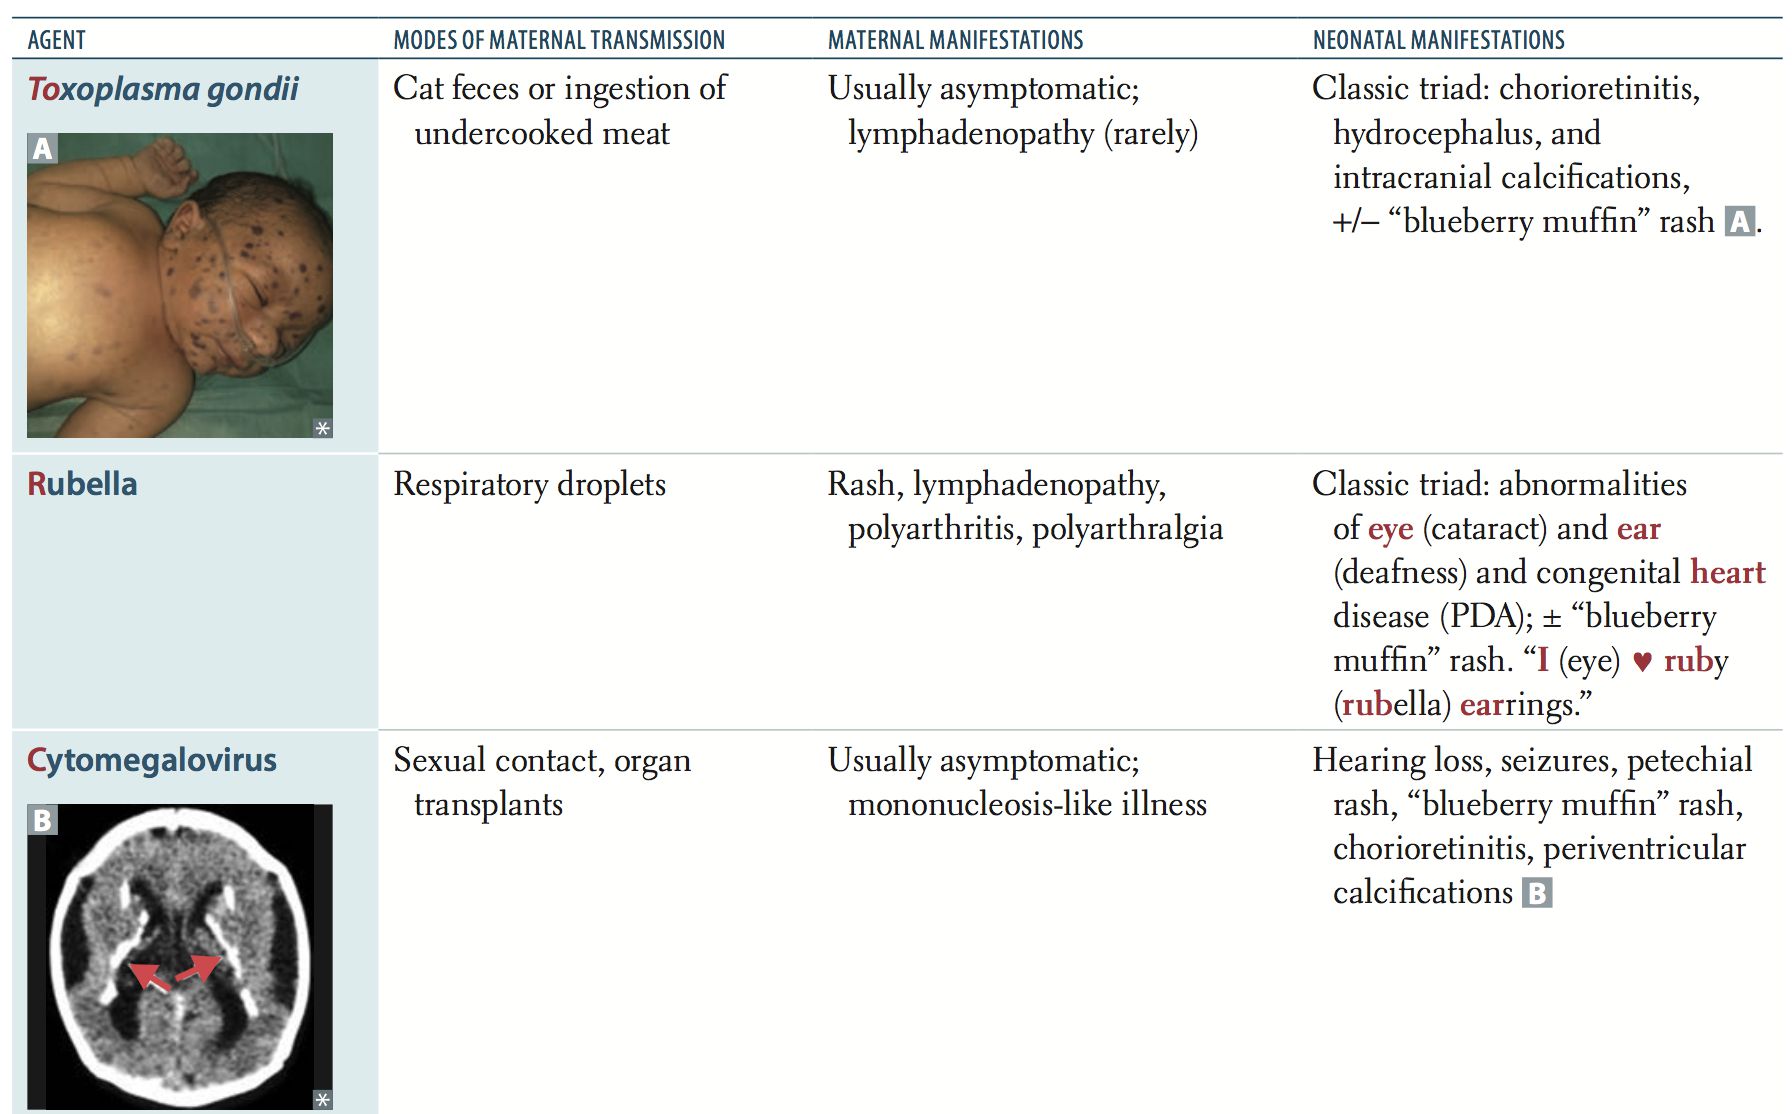 AGENT
MODES OF MATERNAL TRANSMISSION
MATERNAL MANIFESTATIONS
NEONATAL MANIFESTATIONS
Toxoplasma gondii
A
*
Cat feces or ingestion of
undercooked meat
Usually asymptomatic;
lymphadenopathy (rarely)
Classic triad: chorioretinitis,
hydrocephalus, and
intracranial calcifications,
+/– “blueberry muffin” rash A.
Rubella
Respiratory droplets
Rash, lymphadenopathy,
polyarthritis, polyarthralgia
Classic triad: abnormalities
of eye (cataract) and ear
(deafness) and congenital heart
disease (PDA); ± “blueberry
muffin” rash. “I (eye) ♥ ruby
(rubella) earrings.”
Cytomegalovirus
B
*
Sexual contact, organ
transplants
Usually asymptomatic;
mononucleosis-like illness
Hearing loss, seizures, petechial
rash, “blueberry muffin” rash,
chorioretinitis, periventricular
calcifications B